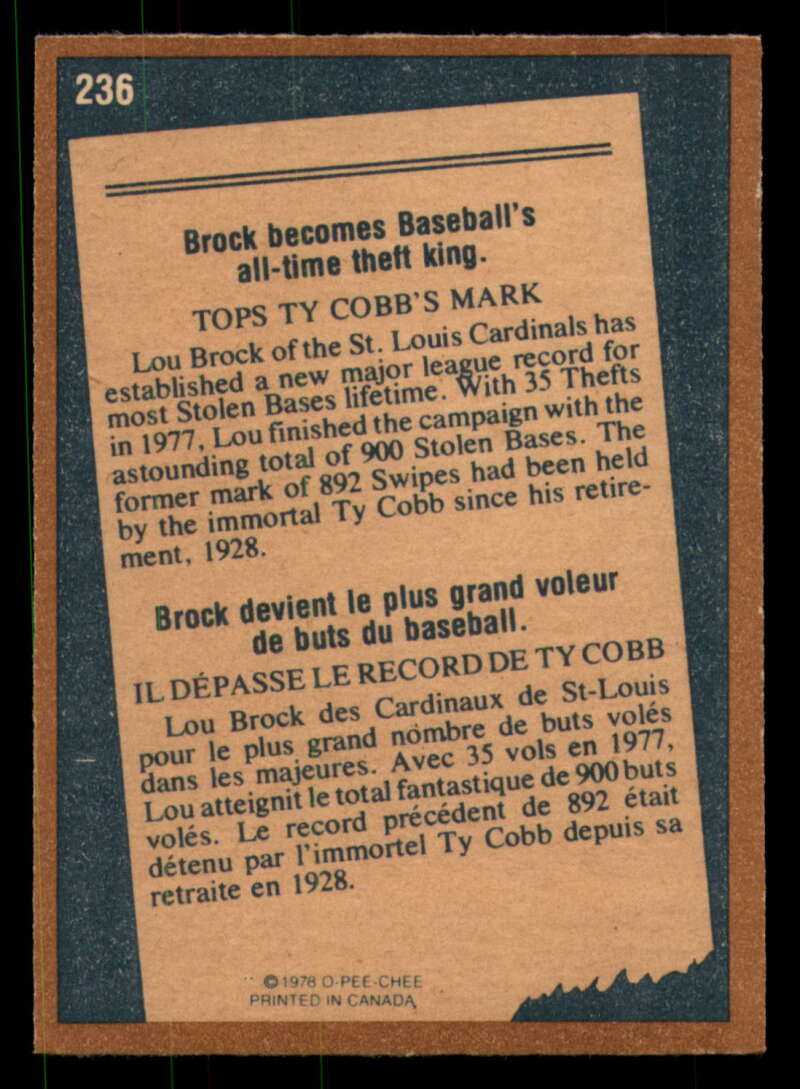 236
Brock becomes Baseball's
all-time theft king.
TOPS TY COBB'S MARK
Lou Brock of the St. Louis Cardinals has
established a new major league record for
most Stolen Bases lifetime. With 35 Thefts
in 1977, Lou finished the campaign with the
astounding total of 900 Stolen Bases. The
former mark of 892 Swipes had been held
by the immortal Ty Cobb since his retire-
ment, 1928.
Brock devient le plus grand voleur
de buts du baseball.
IL DÉPASSE LE RECORD DE TY COBB
Lou Brock des Cardinaux de St-Louis
pour le plus grand nombre de buts volés
dans les majeures. Avec 35 vols en 1977,
Lou atteignit le total fantastique de 900 buts
volés. Le record précédent de 892 était
détenu par l'immortel Ty Cobb depuis sa
retraite en 1928.
© 1978 O-PEE-CHEE
PRINTED IN CANADA